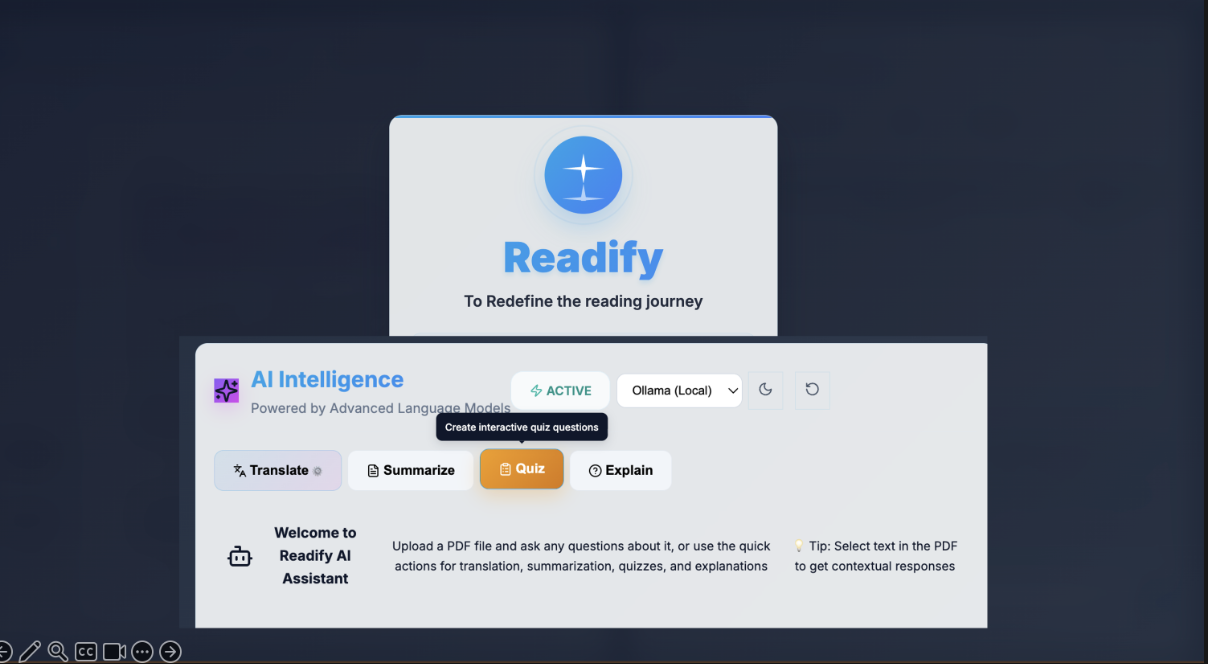 Readify
To Redefine the reading journey
AI Intelligence
Powered by Advanced Language Models
ACTIVE
Ollama (Local)
Create interactive quiz questions
Translate
Summarize
Quiz
Explain
Welcome to
Readify AI
Assistant
Upload a PDF file and ask any questions about it, or use the quick
actions for translation, summarization, quizzes, and explanations
💡 Tip: Select text in the PDF
to get contextual responses
CC